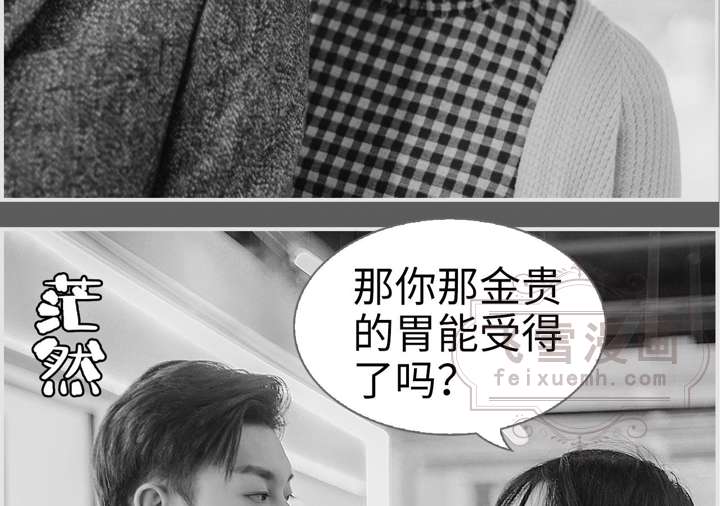 茫然
那你那金贵
的胃能受得
了吗？
飞雪漫画
feixuemh.com